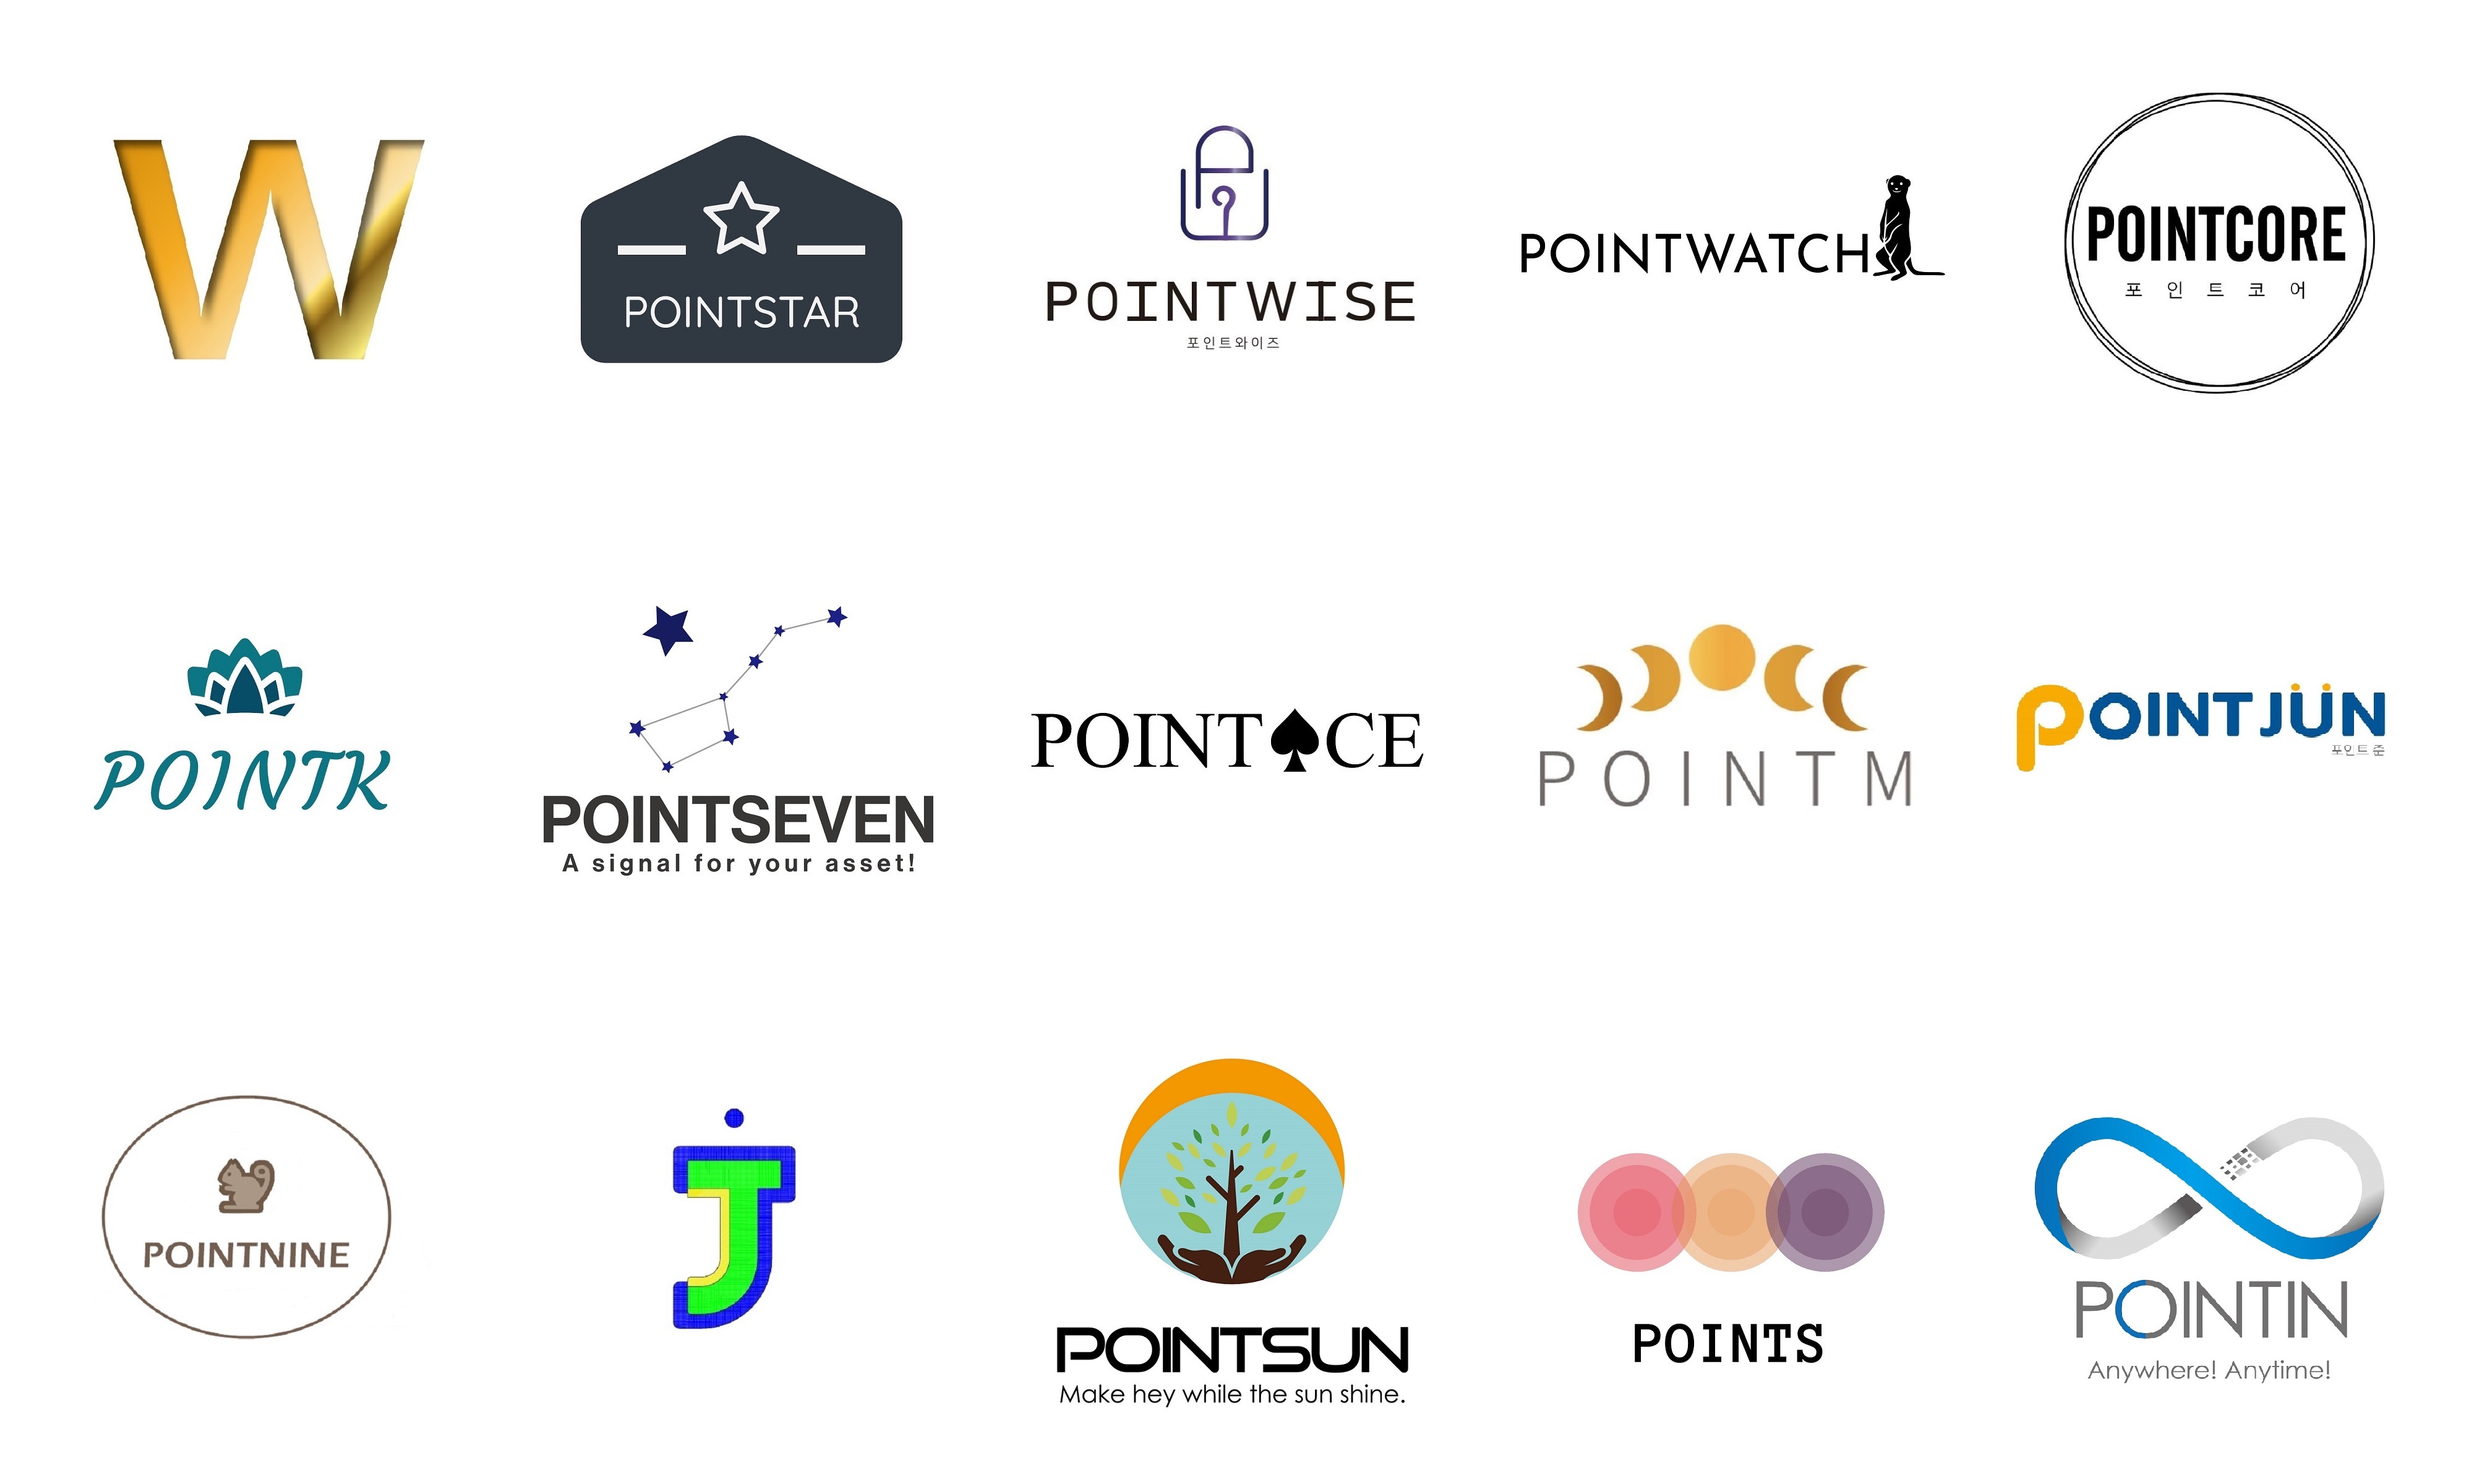 W
POINTSTAR
POINTWISE
포인트와이즈
POINTWATCH
POINTCORE
포인트코어
POINTK
POINTSEVEN
A signal for your asset!
POINT♠CE
POINTM
POINTJÜN
포인트 준
POINTNINE
J
POINTSUN
Make hey while the sun shine.
POINTS
POINTIN
Anywhere! Anytime!